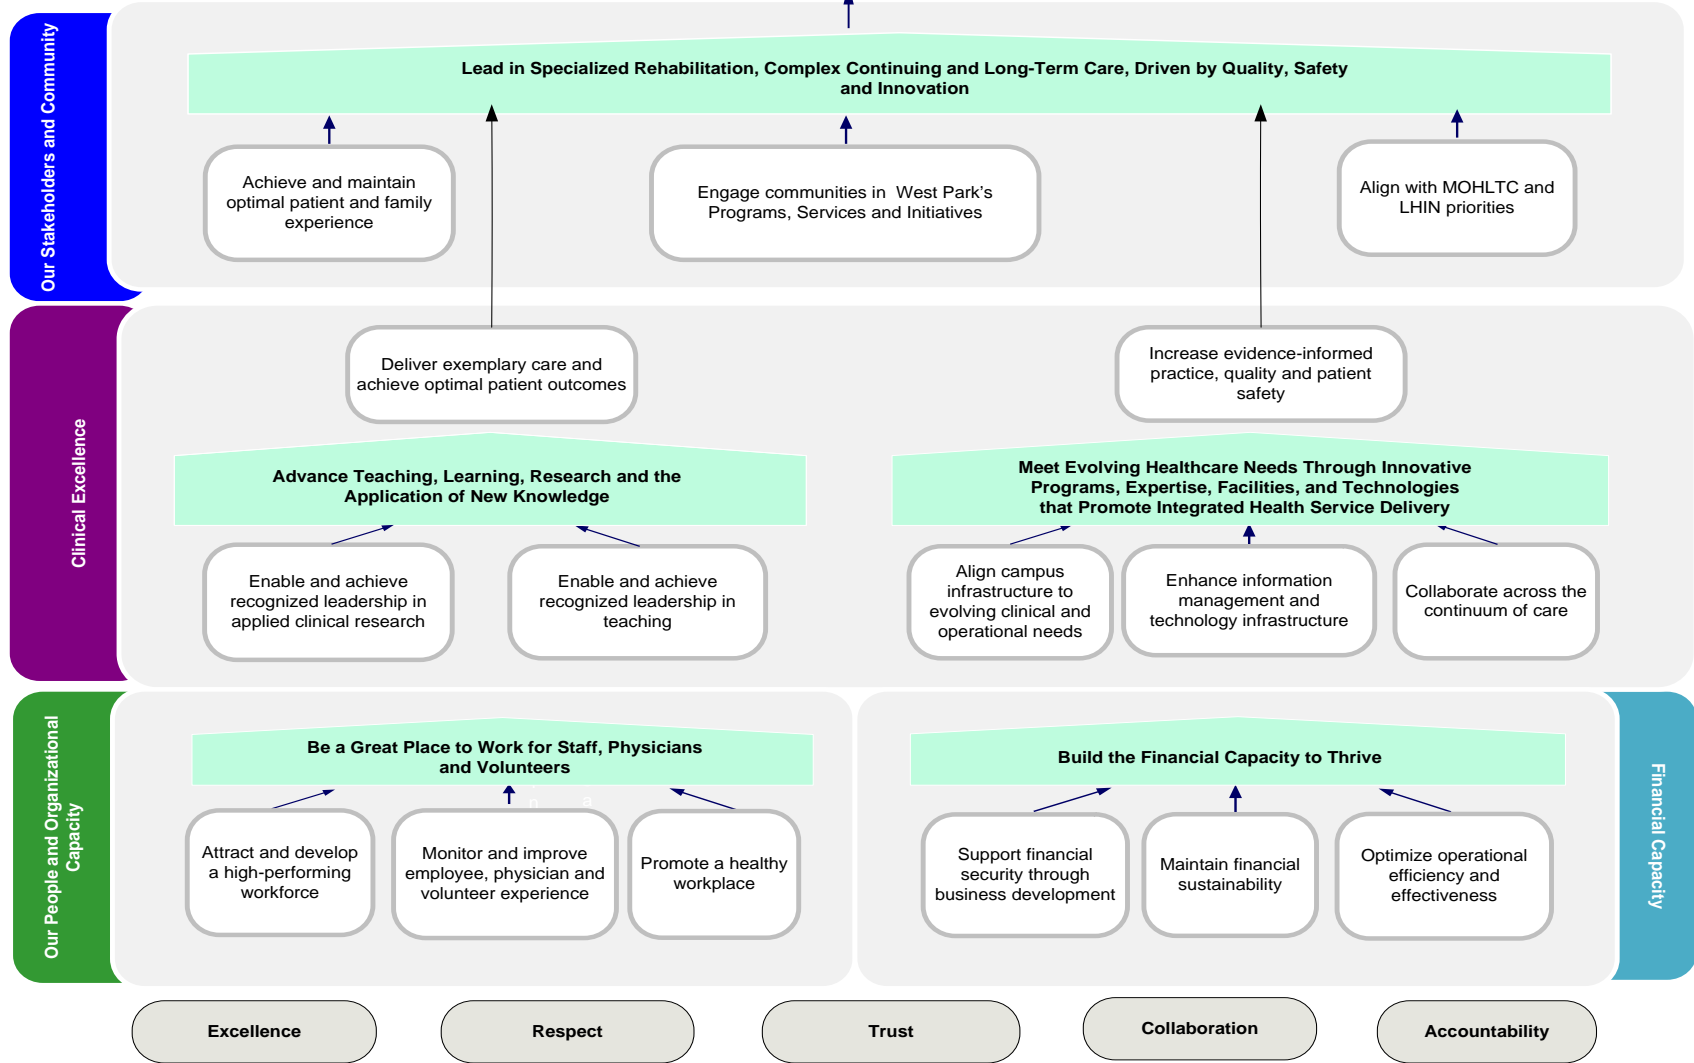 Our Stakeholders and Community
Lead in Specialized Rehabilitation, Complex Continuing and Long-Term Care, Driven by Quality, Safety
and Innovation
Achieve and maintain
optimal patient and family
experience
Engage communities in West Park's
Programs, Services and Initiatives
Align with MOHLTC and
LHIN priorities
Clinical Excellence
Deliver exemplary care and
achieve optimal patient outcomes
Increase evidence-informed
practice, quality and patient
safety
Advance Teaching, Learning, Research and the
Application of New Knowledge
Meet Evolving Healthcare Needs Through Innovative
Programs, Expertise, Facilities, and Technologies
that Promote Integrated Health Service Delivery
Enable and achieve
recognized leadership in
applied clinical research
Enable and achieve
recognized leadership in
teaching
Align campus
infrastructure to
evolving clinical and
operational needs
Enhance information
management and
technology infrastructure
Collaborate across the
continuum of care
Our People and Organizational
Capacity
Be a Great Place to Work for Staff, Physicians
and Volunteers
n a
Attract and develop
a high-performing
workforce
Monitor and improve
employee, physician and
volunteer experience
Promote a healthy
workplace
Build the Financial Capacity to Thrive
Support financial
security through
business development
Maintain financial
sustainability
Optimize operational
efficiency and
effectiveness
Financial Capacity
Excellence
Respect
Trust
Collaboration
Accountability